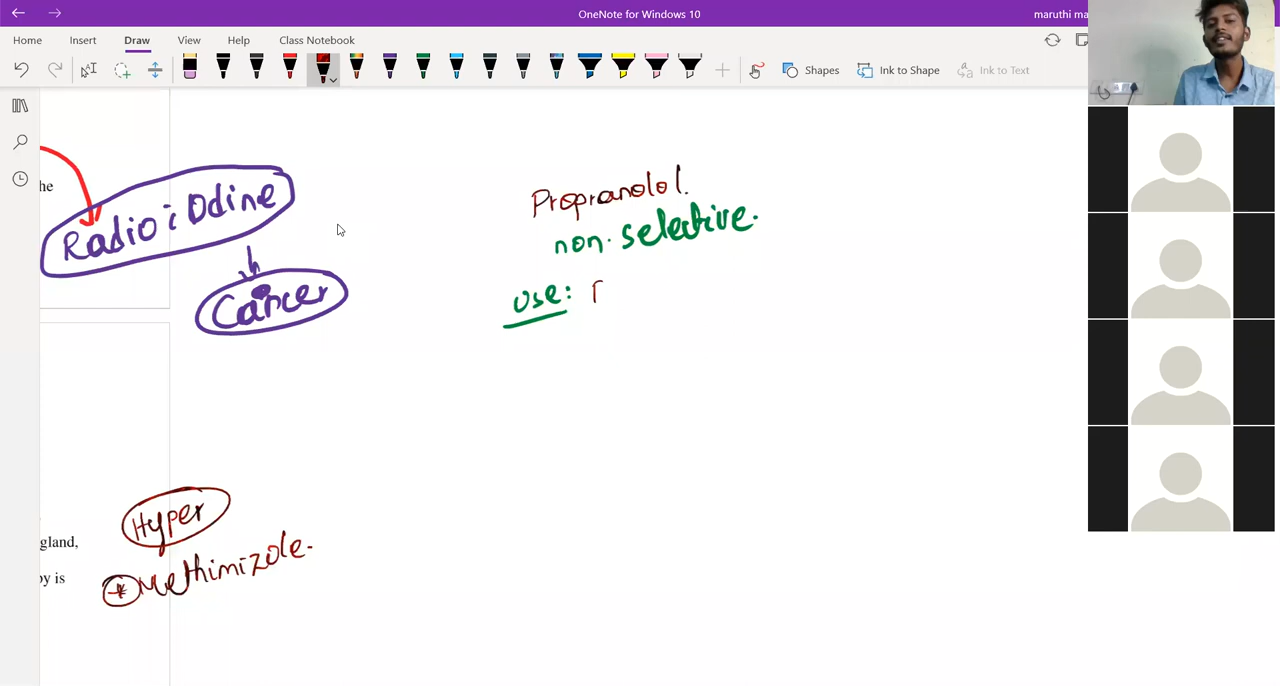 OneNote for Windows 10
maruthi ma
Home Insert Draw View Help Class Notebook
Shapes Ink to Shape Ink to Text
he
Radio iodine
Cancer
Propranolol.
non-selective.
use:
Hyper
gland,
by is
* Methimizole.